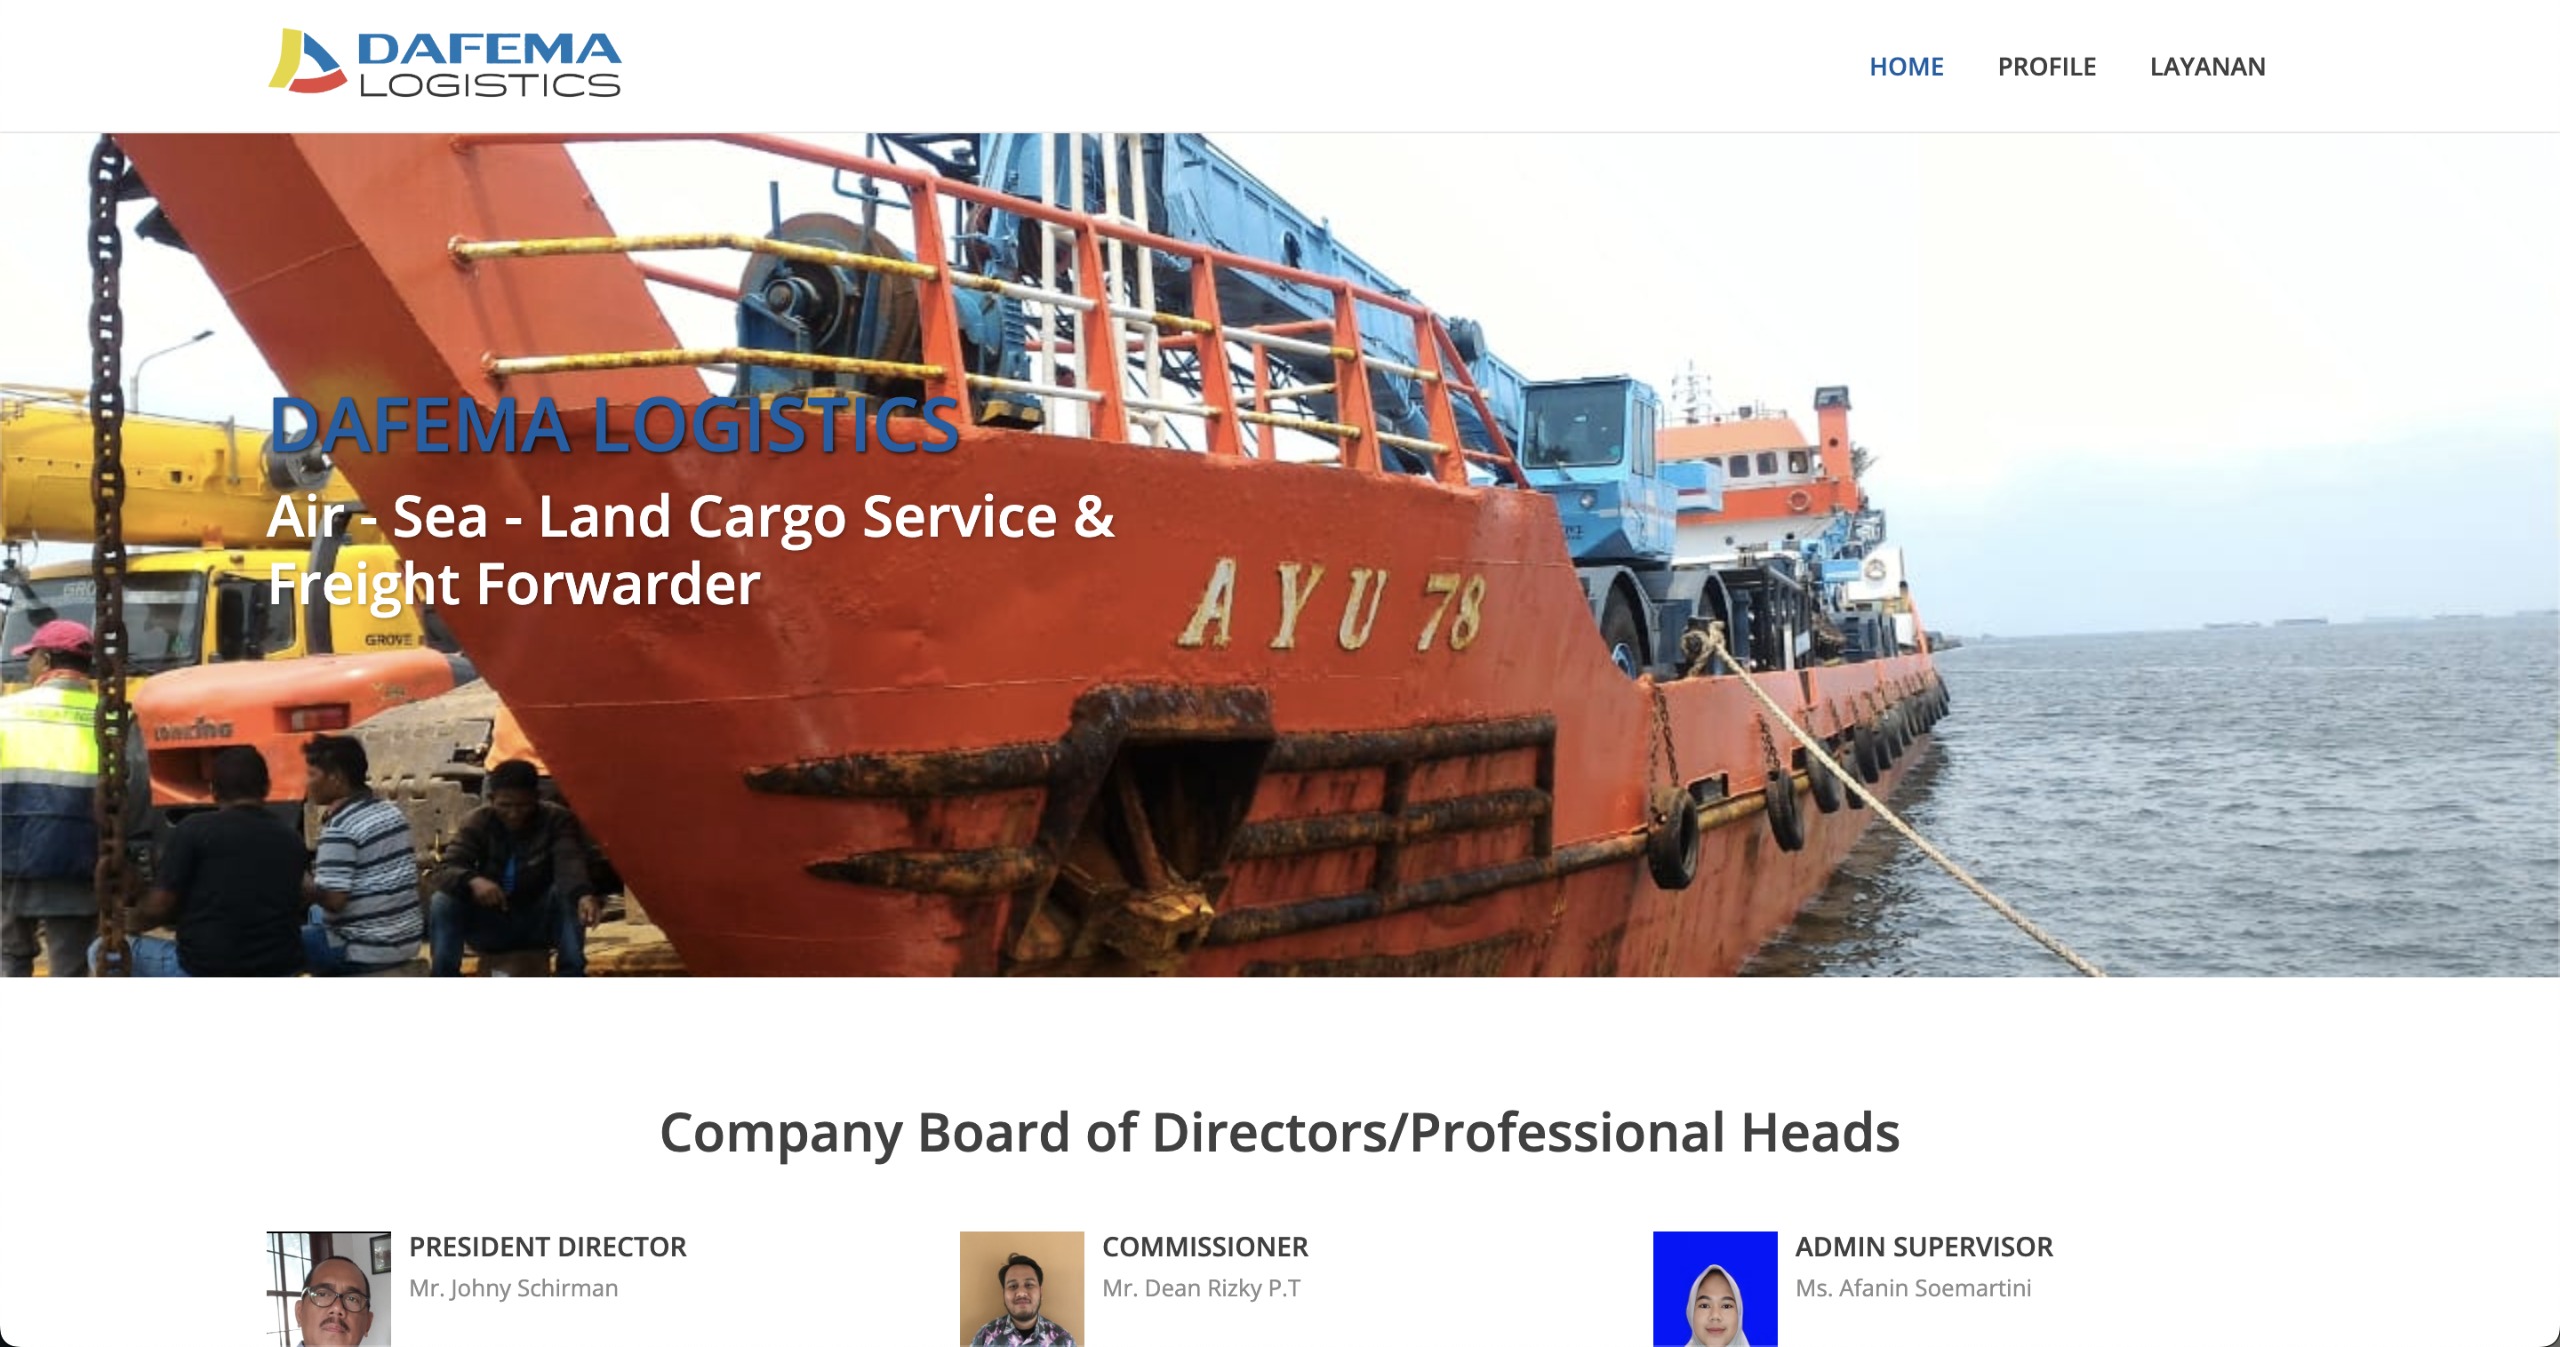 DAFEMA
LOGISTICS
HOME
PROFILE
LAYANAN
DAFEMA LOGISTICS
Air - Sea - Land Cargo Service &
Freight Forwarder
AYU 78
GROVE
LONKING
Company Board of Directors/Professional Heads
PRESIDENT DIRECTOR
Mr. Johny Schirman
COMMISSIONER
Mr. Dean Rizky P.T
ADMIN SUPERVISOR
Ms. Afanin Soemartini